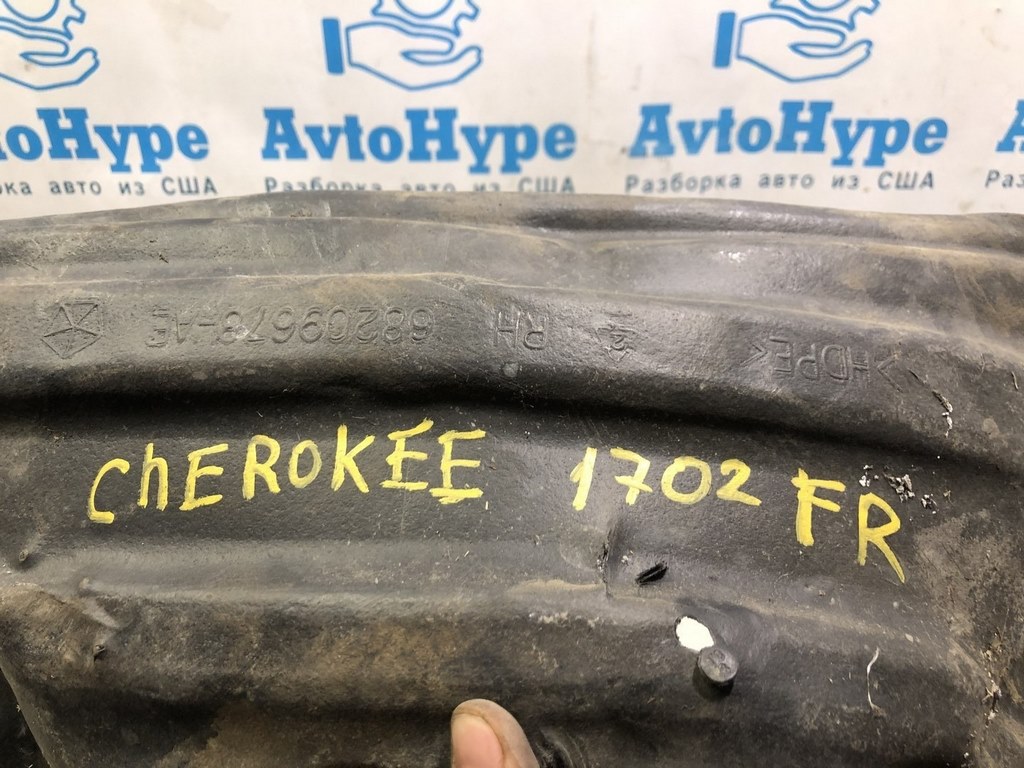 AvtoHype AvtoHype AvtoHype
Разборка авто из США Разборка авто из США Разборка авто из США
68209678-AE RH >HDPE<
CHEROKEE 1702 FR